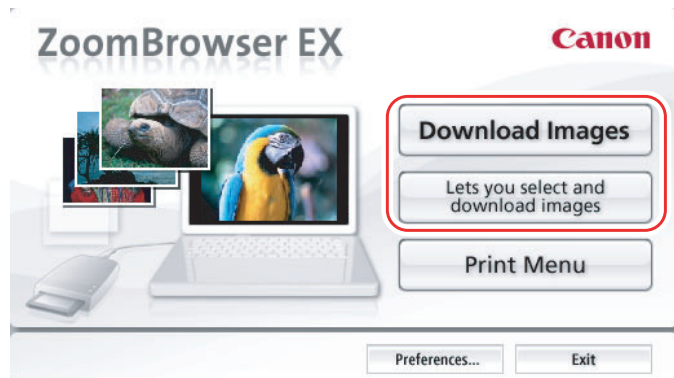 ZoomBrowser EX
Canon
Download Images
Lets you select and
download images
Print Menu
Preferences...
Exit